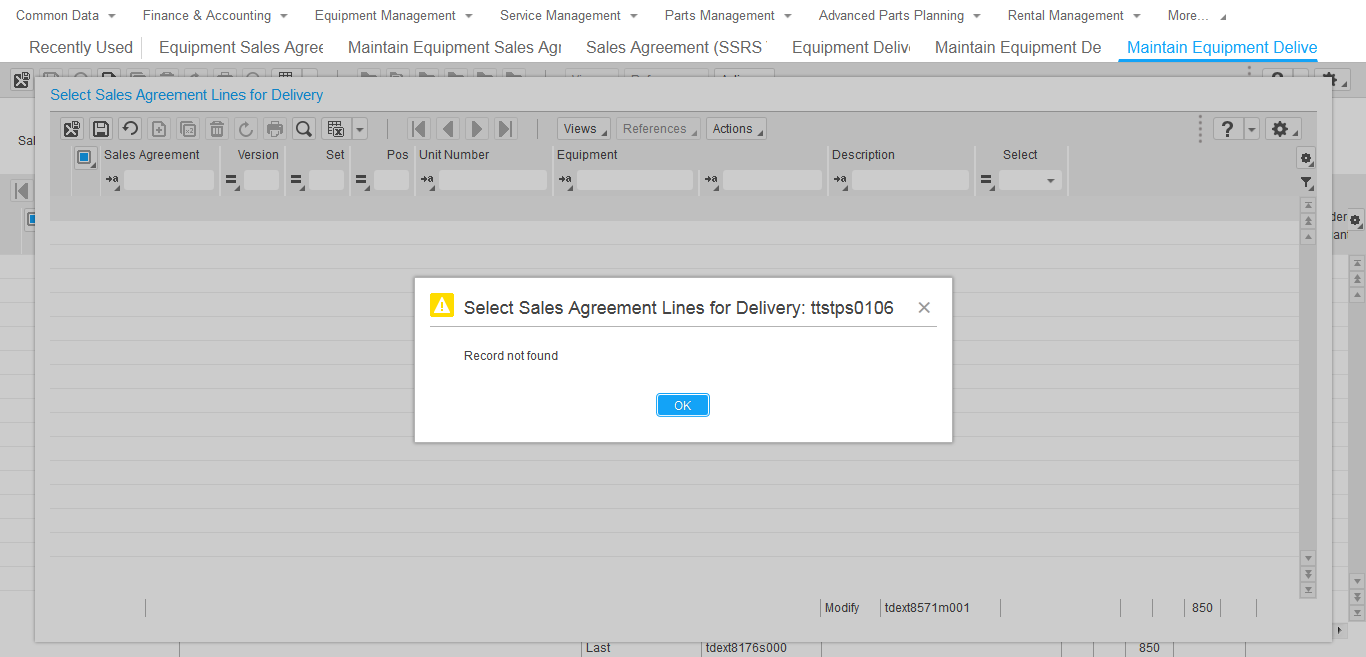 Common Data Finance & Accounting Equipment Management Service Management Parts Management Advanced Parts Planning Rental Management More...
Recently Used Equipment Sales Agree Maintain Equipment Sales Agr Sales Agreement (SSRS Equipment Deliv Maintain Equipment De Maintain Equipment Delive
Select Sales Agreement Lines for Delivery
Views References Actions
Sal
Sales Agreement Version Set Pos Unit Number Equipment Description Select
der
ant
Select Sales Agreement Lines for Delivery: ttstps0106
Record not found
OK
Modify tdext8571m001 850
Last tdext8176s000 850